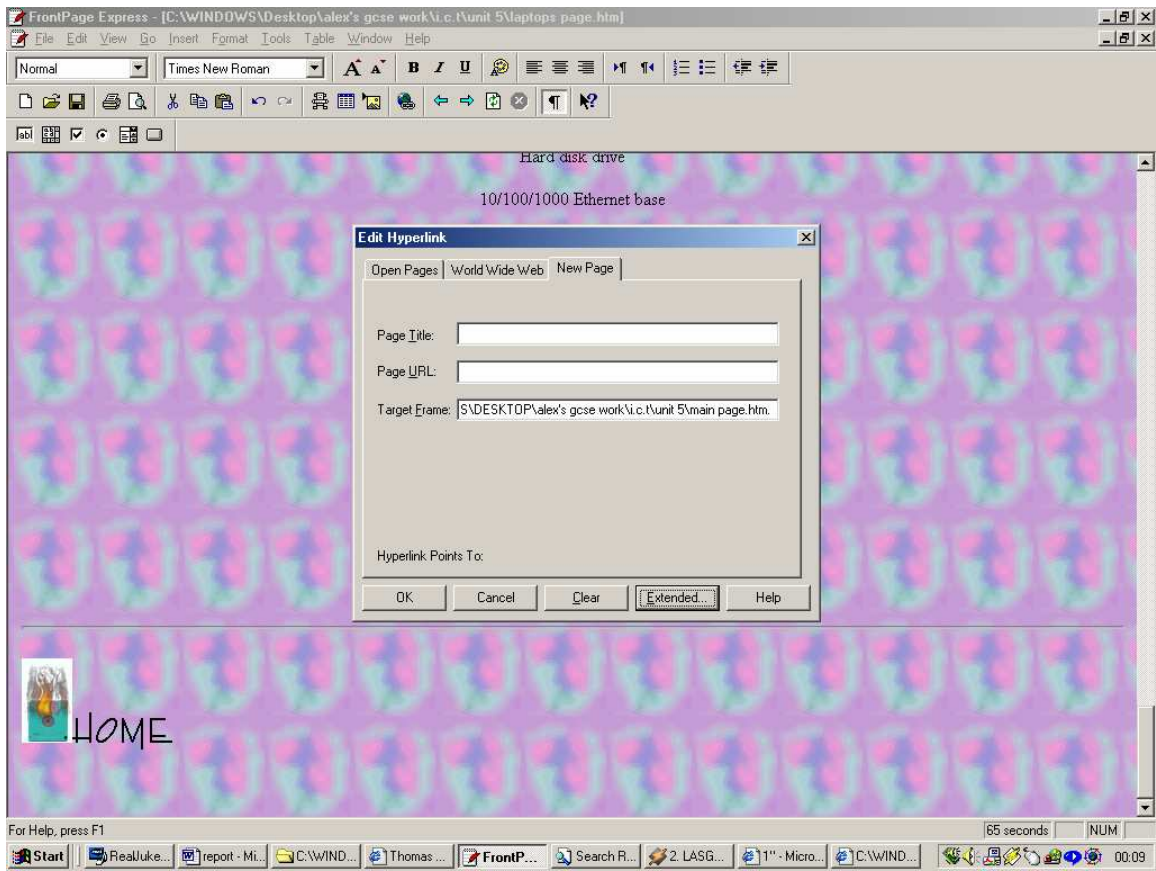 FrontPage Express - [C:\WINDOWS\Desktop\alex's gcse work\i.c.t\unit 5\laptops page.htm]
File Edit View Go Insert Format Tools Table Window Help
Normal Times New Roman A A B I U
abl
Hard disk drive
10/100/1000 Ethernet base
Edit Hyperlink
Open Pages World Wide Web New Page
Page Title:
Page URL:
Target Frame: S\DESKTOP\alex's gcse work\i.c.t\unit 5\main page.htm.
Hyperlink Points To:
OK Cancel Clear Extended... Help
HOME
For Help, press F1 65 seconds NUM
Start RealJuke... report - Mi... C:\WIND... Thomas ... FrontP... Search R... 2. LASG... 1'' - Micro... C:\WIND... 00:09